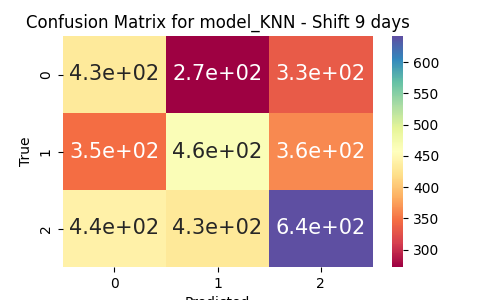 Confusion Matrix for model_KNN - Shift 9 days
0 4.3e+02 2.7e+02 3.3e+02
1 3.5e+02 4.6e+02 3.6e+02
2 4.4e+02 4.3e+02 6.4e+02
True
0 1 2
Predicted
600
550
500
450
400
350
300